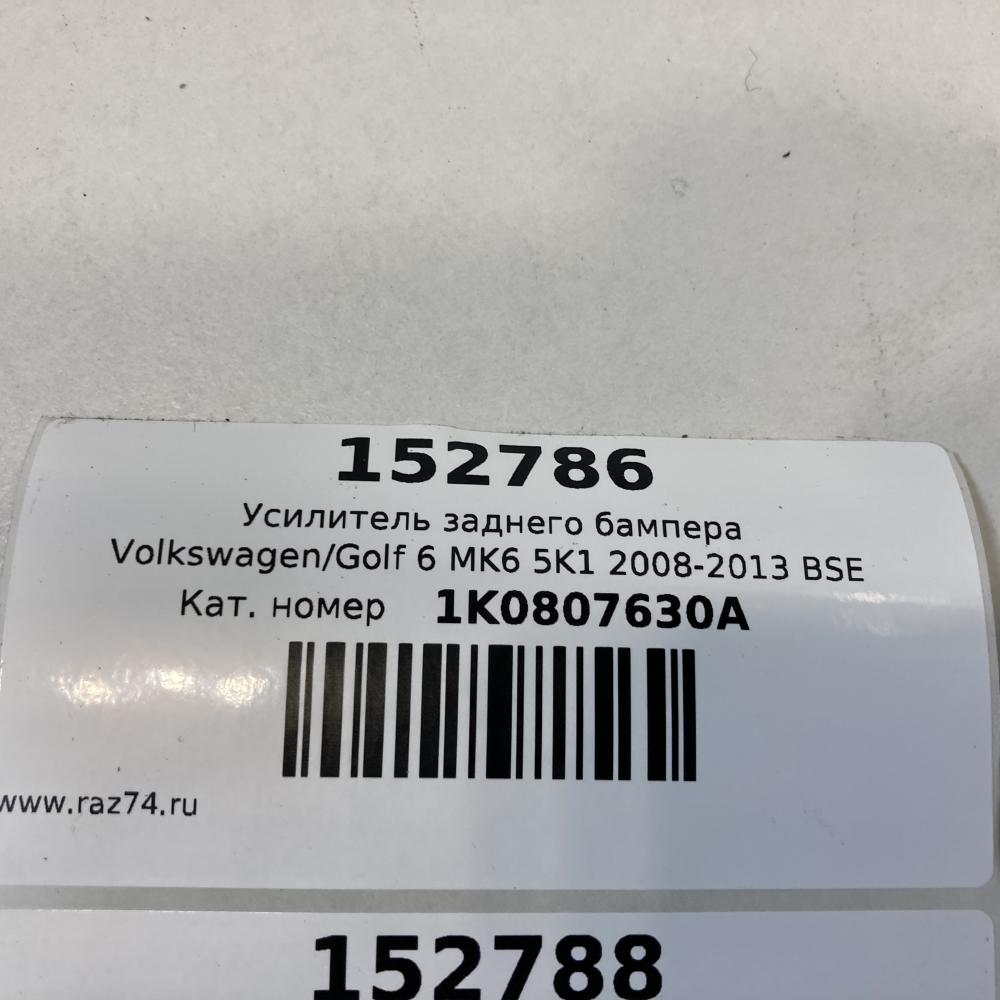 152786
Усилитель заднего бампера
Volkswagen/Golf 6 MK6 5K1 2008-2013 BSE
Кат. номер 1K0807630A
www.raz74.ru
152788